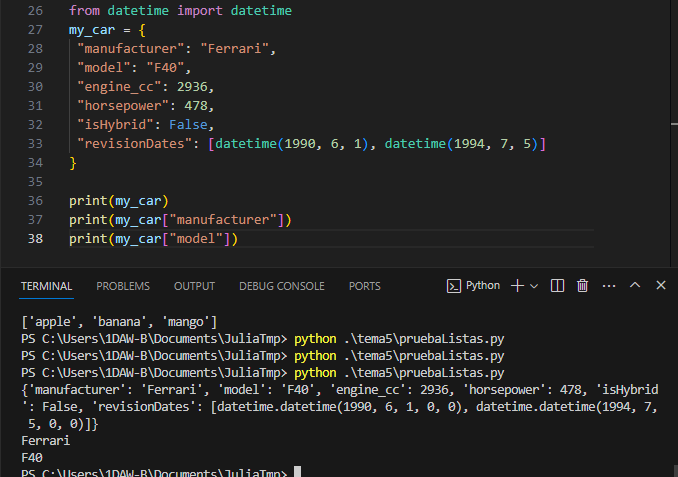 26 from datetime import datetime
27 my_car = {
28 "manufacturer": "Ferrari",
29 "model": "F40",
30 "engine_cc": 2936,
31 "horsepower": 478,
32 "isHybrid": False,
33 "revisionDates": [datetime(1990, 6, 1), datetime(1994, 7, 5)]
34 }
35
36 print(my_car)
37 print(my_car["manufacturer"])
38 print(my_car["model"])
TERMINAL PROBLEMS OUTPUT DEBUG CONSOLE PORTS Python
['apple', 'banana', 'mango']
PS C:\Users\1DAW-B\Documents\JuliaTmp> python .\tema5\pruebaListas.py
PS C:\Users\1DAW-B\Documents\JuliaTmp> python .\tema5\pruebaListas.py
PS C:\Users\1DAW-B\Documents\JuliaTmp> python .\tema5\pruebaListas.py
{'manufacturer': 'Ferrari', 'model': 'F40', 'engine_cc': 2936, 'horsepower': 478, 'isHybrid
': False, 'revisionDates': [datetime.datetime(1990, 6, 1, 0, 0), datetime.datetime(1994, 7,
5, 0, 0)]}
Ferrari
F40
PS C:\Users\1DAW-B\Documents\JuliaTmp>